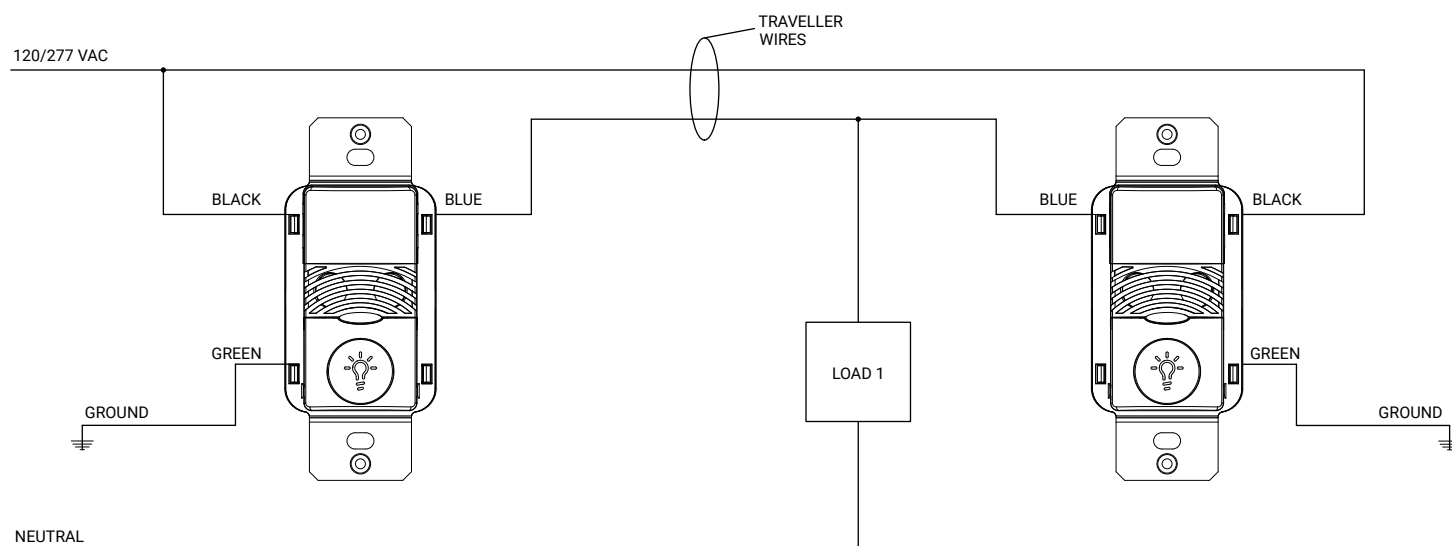 TRAVELLER
WIRES
120/277 VAC
BLACK
BLUE
BLUE
BLACK
GREEN
GREEN
LOAD 1
GROUND
GROUND
NEUTRAL